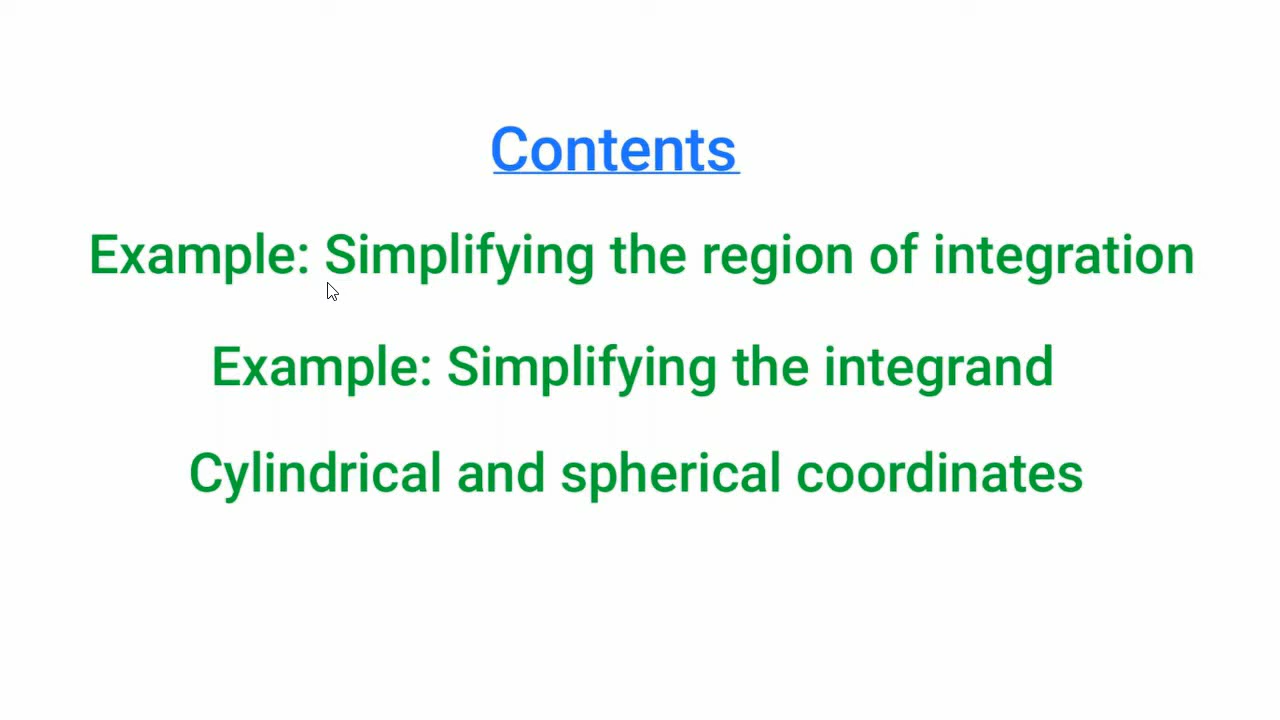 Contents
Example: Simplifying the region of integration
Example: Simplifying the integrand
Cylindrical and spherical coordinates